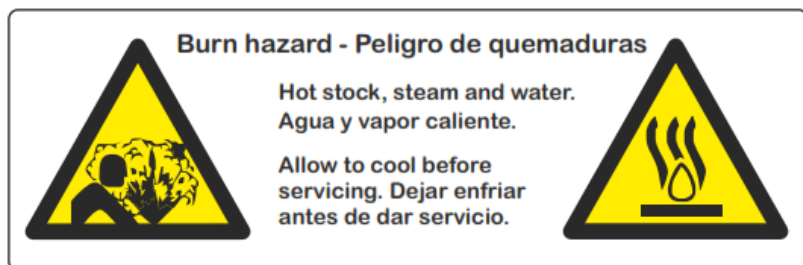 Burn hazard - Peligro de quemaduras
Hot stock, steam and water.
Agua y vapor caliente.
Allow to cool before
servicing. Dejar enfriar
antes de dar servicio.